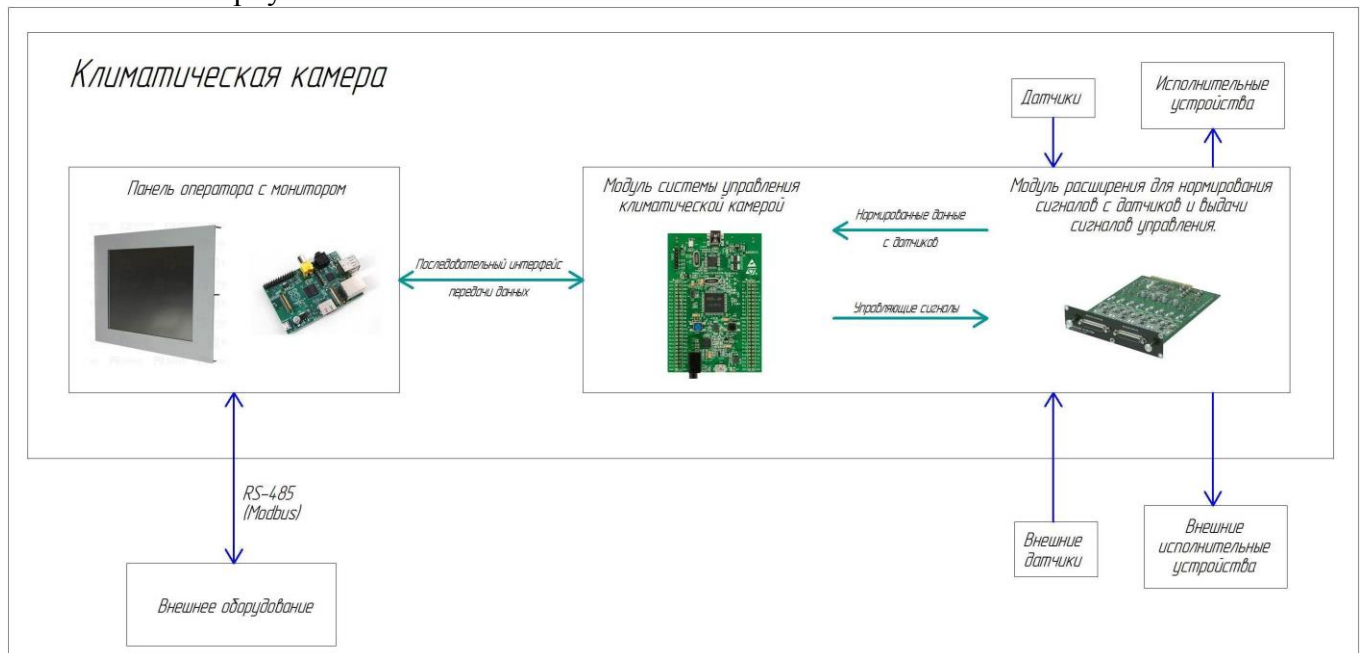 Климатическая камера
Датчики
Исполнительные
устройства
Панель оператора с монитором
Модуль системы управления
климатической камерой
Модуль расширения для нормирования
сигналов с датчиков и выдачи
сигналов управления.
Нормированные данные
с датчиков
Последовательный интерфейс
передачи данных
Управляющие сигналы
RS-485
(Modbus)
Внешние
датчики
Внешние
исполнительные
устройства
Внешнее оборудование